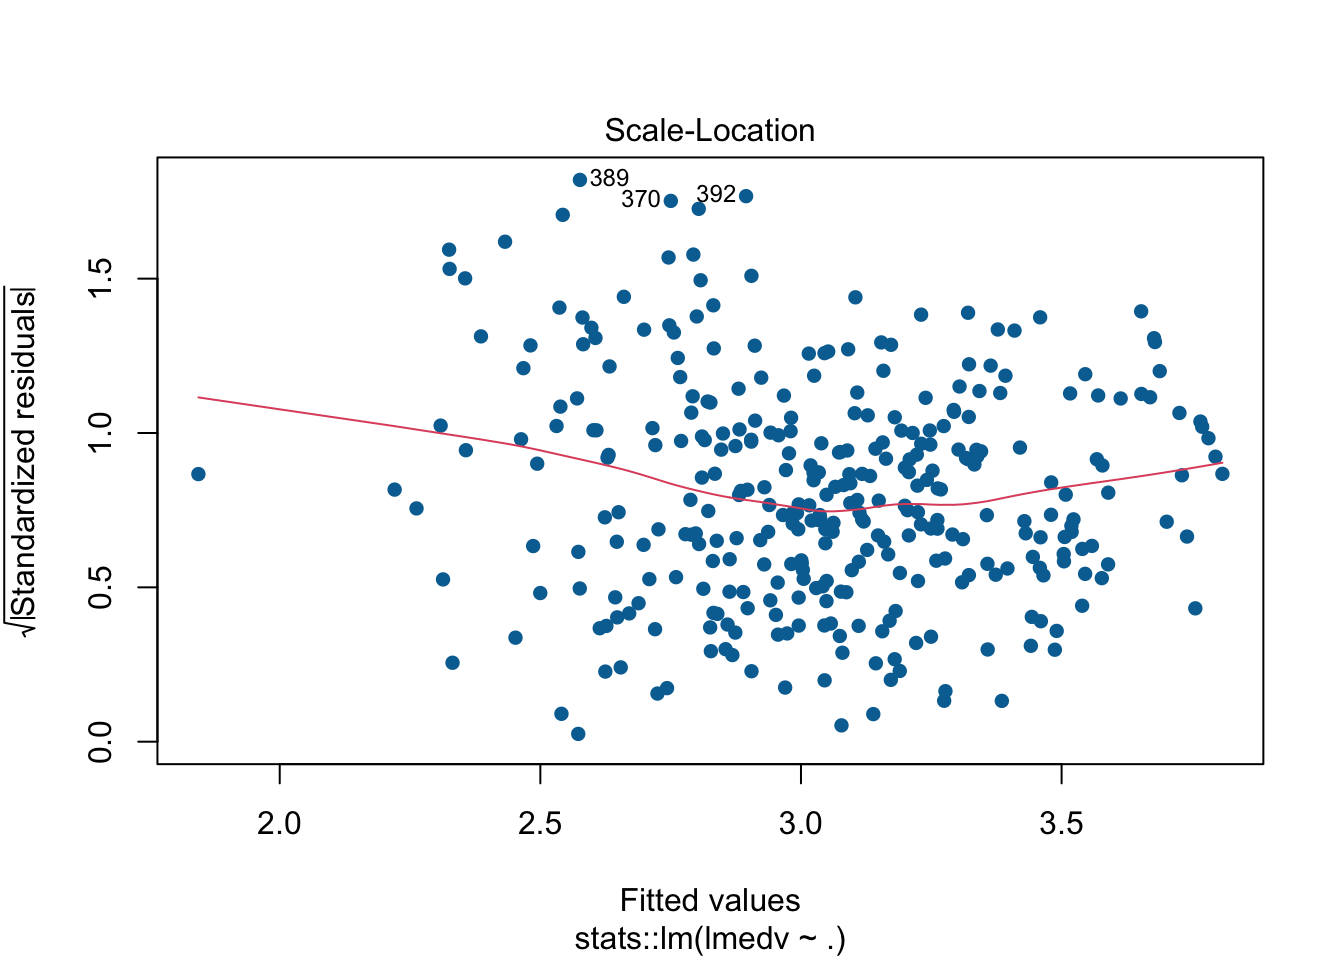 Scale-Location
389
370
392
√|Standardized residuals|
0.0
0.5
1.0
1.5
2.0
2.5
3.0
3.5
Fitted values
stats::lm(lmedv ~ .)